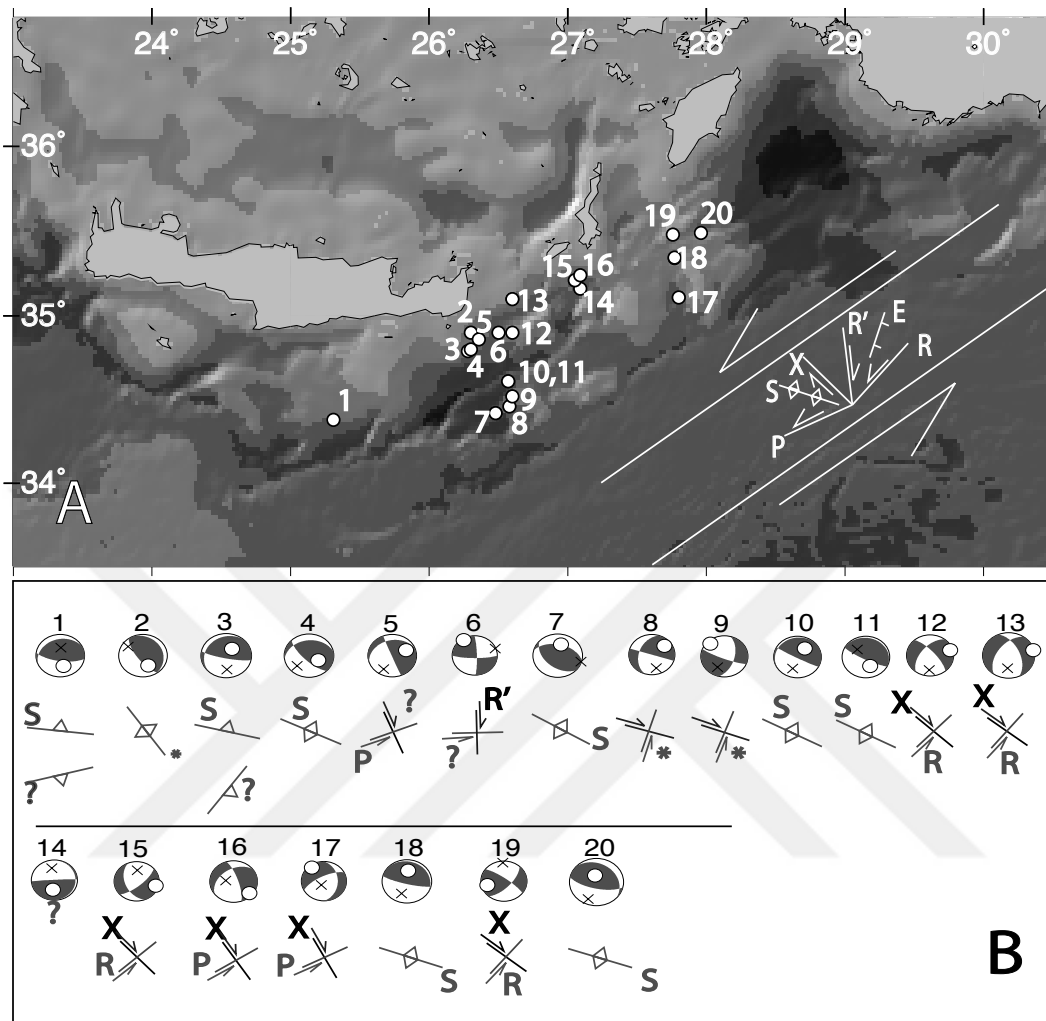 24° 25° 26° 27° 28° 29° 30°
36°
35°
34°
19 20
18
17
15 16
14
13
2 5
12
3 6
4
10,11
9
7 8
1
R' E
R
X
S
P
A
1 2 3 4 5 6 7 8 9 10 11 12 13
S S S ? R' S S X X
* P ? S * * R R
? ?
14 15 16 17 18 19 20
?
X X X X
R P P S R S
B